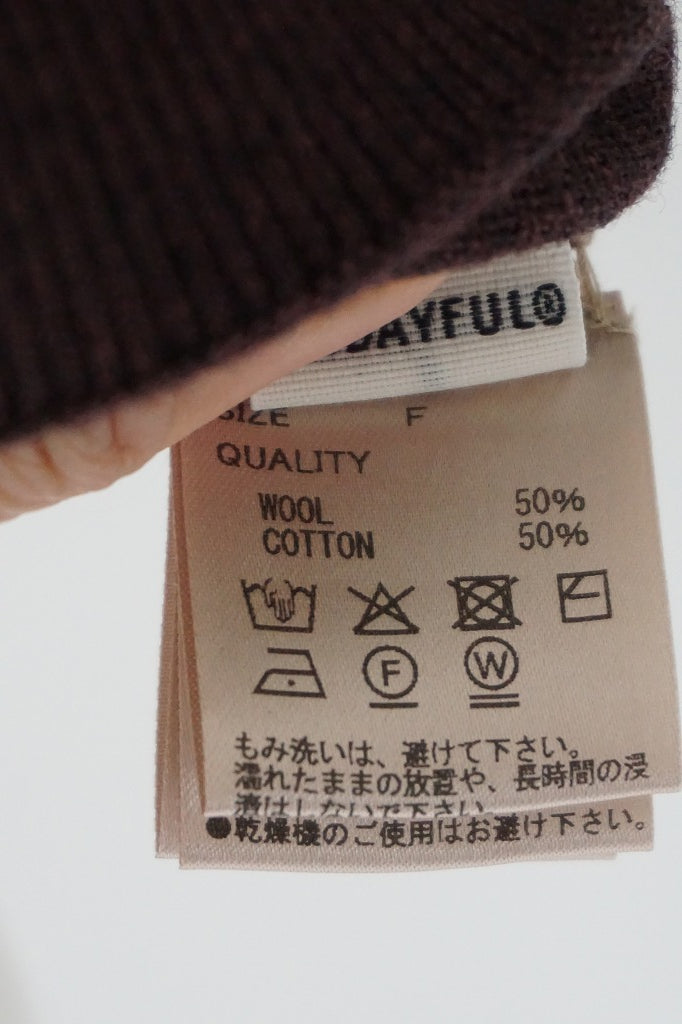 DAYFUL®
SIZE F
QUALITY
WOOL 50%
COTTON 50%
F W
もみ洗いは、避けて下さい。
濡れたままの放置や、長時間の浸
漬けしないで下さい
●乾燥機のご使用はお避け下さい。